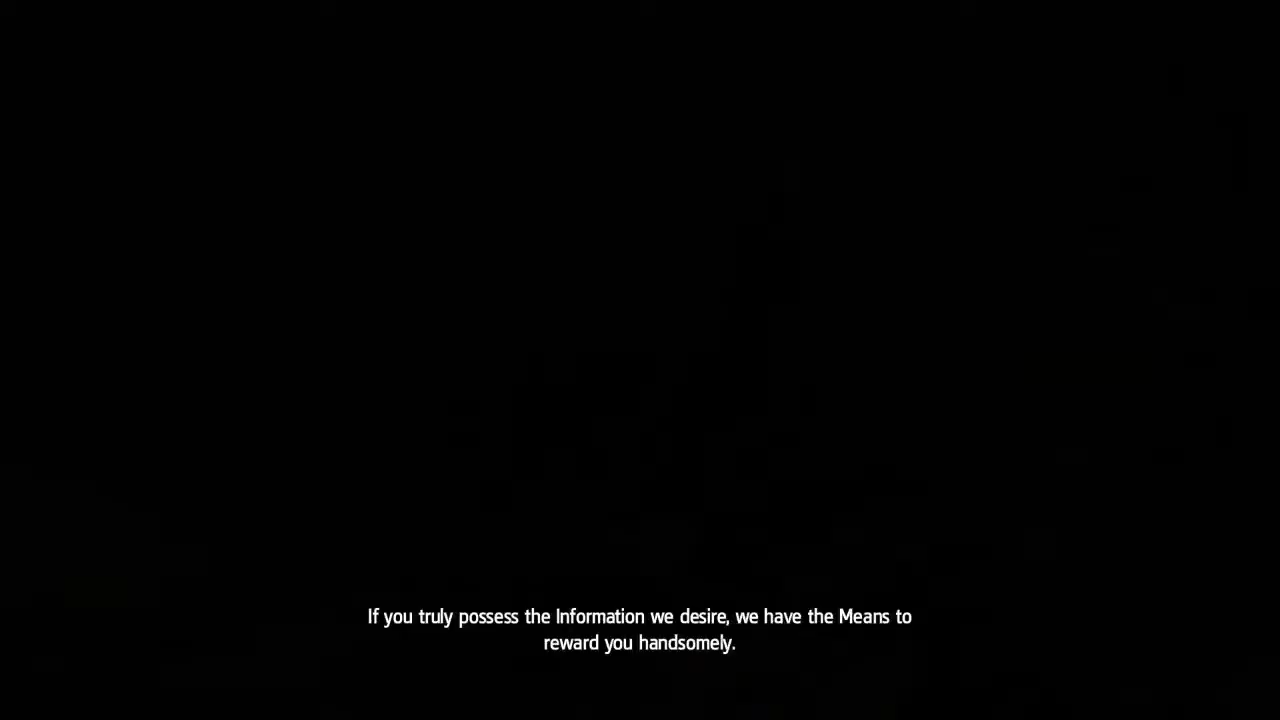 If you truly possess the Information we desire, we have the Means to
reward you handsomely.